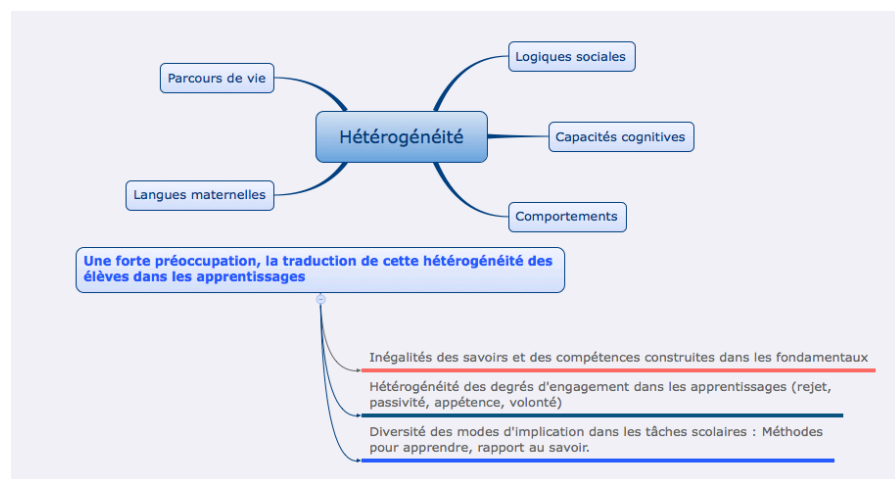 Logiques sociales
Parcours de vie
Hétérogénéité
Capacités cognitives
Langues maternelles
Comportements
Une forte préoccupation, la traduction de cette hétérogénéité des
élèves dans les apprentissages
Inégalités des savoirs et des compétences construites dans les fondamentaux
Hétérogénéité des degrés d'engagement dans les apprentissages (rejet,
passivité, appétence, volonté)
Diversité des modes d'implication dans les tâches scolaires : Méthodes
pour apprendre, rapport au savoir.